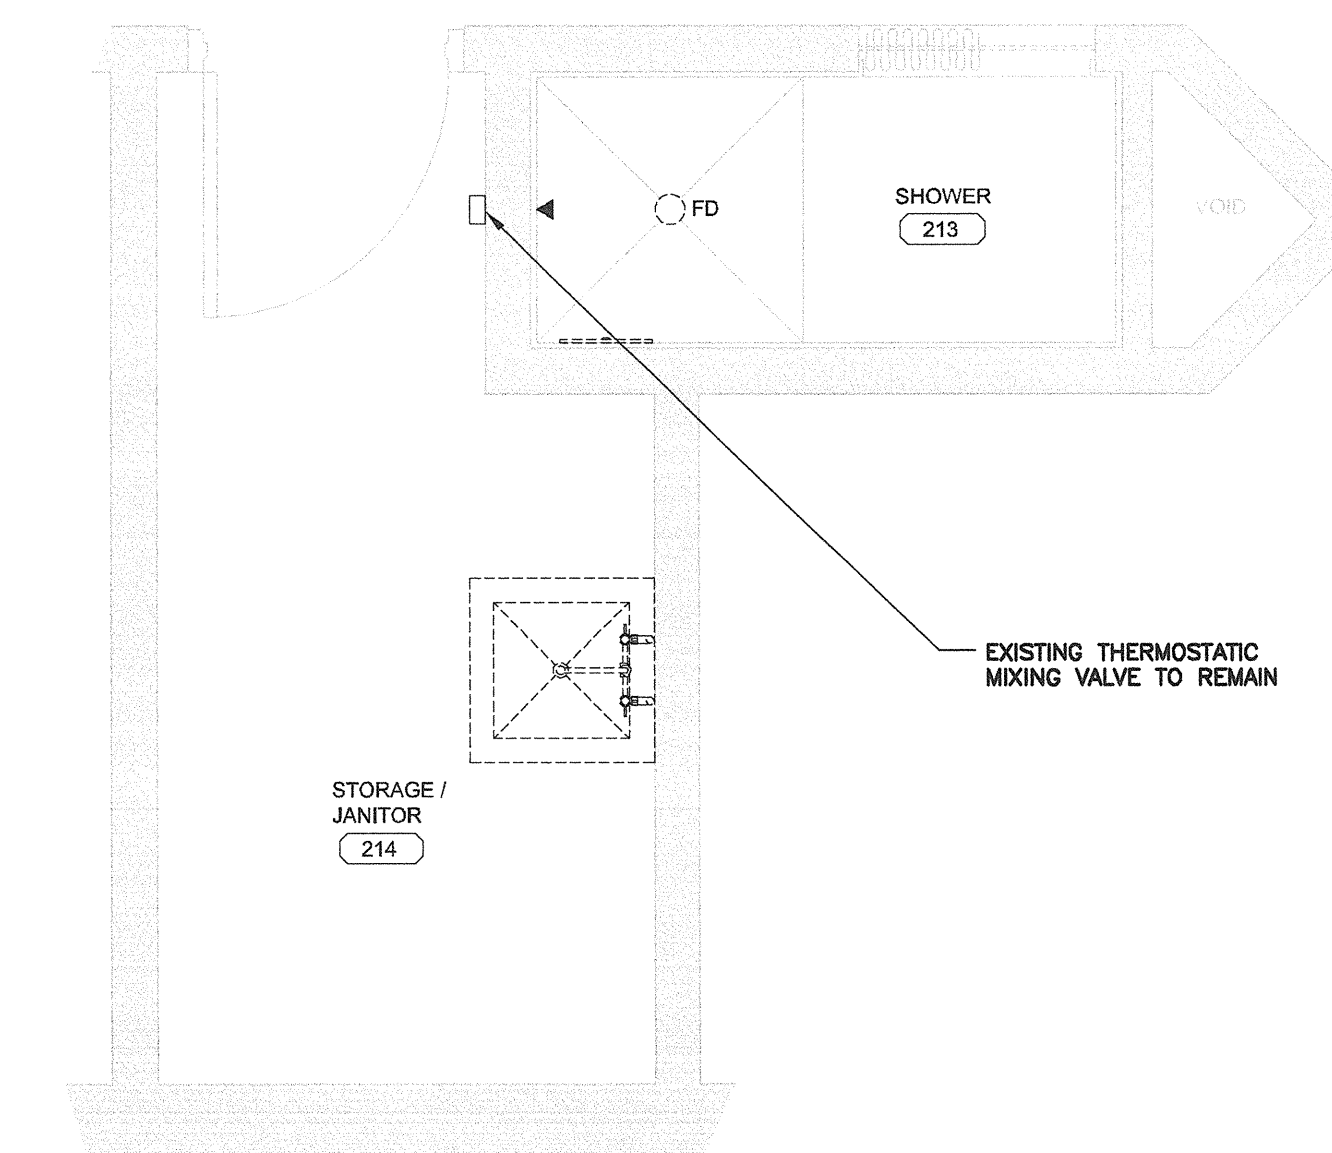 SHOWER
213
VOID
FD
EXISTING THERMOSTATIC
MIXING VALVE TO REMAIN
STORAGE /
JANITOR
214